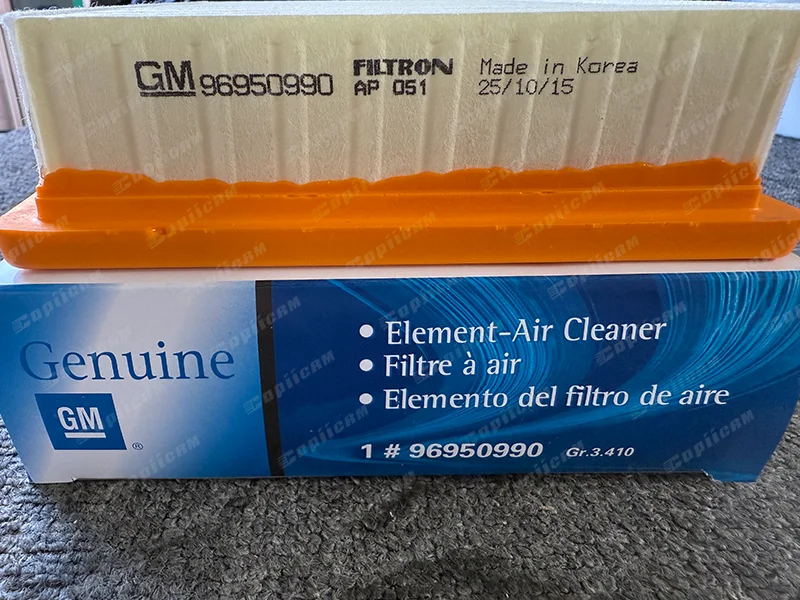 GM 96950990 FILTRON Made in Korea
AP 051 25/10/15
Genuine
GM ®
• Element-Air Cleaner
• Filtre à air
• Elemento del filtro de aire
1 # 96950990 Gr.3.410
Copiicam